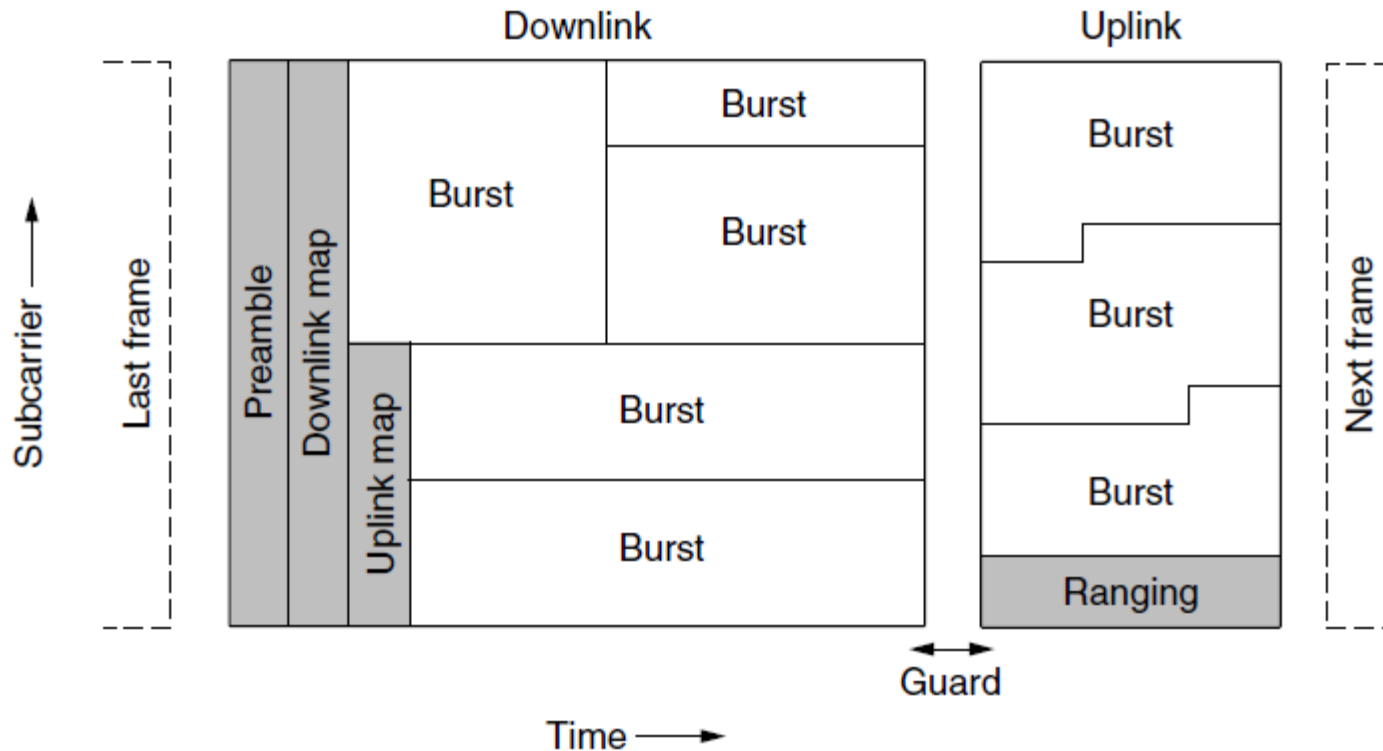 Downlink
Uplink
Subcarrier
Last frame
Preamble
Downlink map
Uplink map
Burst
Burst
Burst
Burst
Burst
Burst
Burst
Burst
Ranging
Next frame
Guard
Time